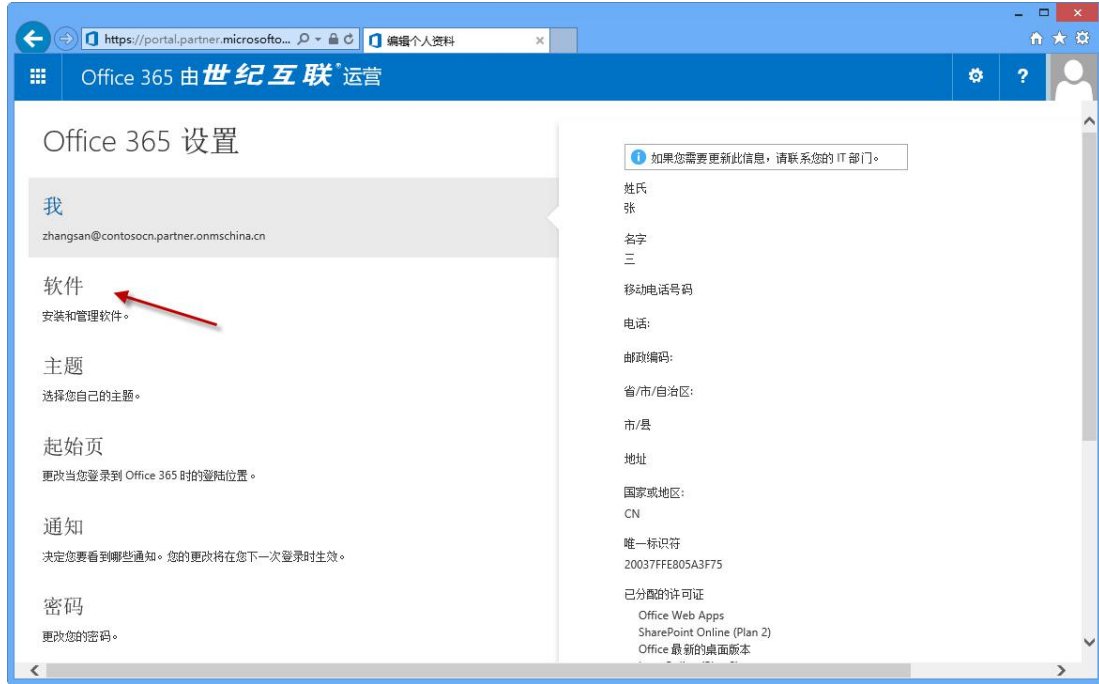 https://portal.partner.microsofto...
编辑个人资料
Office 365 由世纪互联运营
?
Office 365 设置
我
zhangsan@contosocn.partner.onmschina.cn
软件
安装和管理软件。
主题
选择您自己的主题。
起始页
更改当您登录到 Office 365 时的登陆位置。
通知
决定您要看到哪些通知。您的更改将在您下一次登录时生效。
密码
更改您的密码。
如果您需要更新此信息，请联系您的 IT 部门。
姓氏
张
名字
三
移动电话号码
电话:
邮政编码:
省/市/自治区:
市/县
地址
国家或地区:
CN
唯一标识符
20037FFE805A3F75
已分配的许可证
Office Web Apps
SharePoint Online (Plan 2)
Office 最新的桌面版本